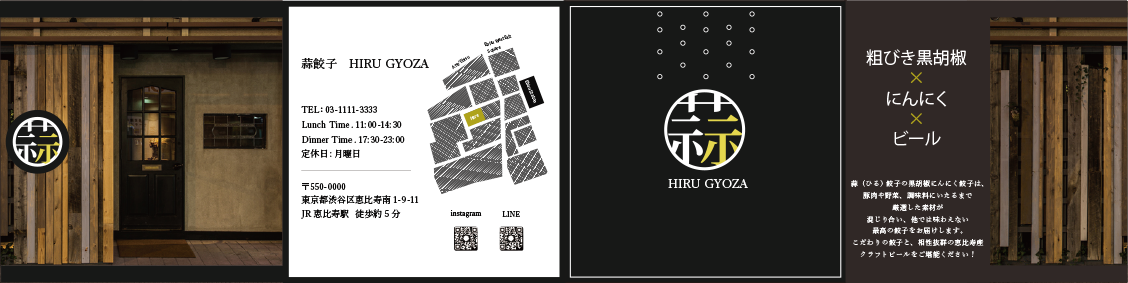 蒜
蒜餃子　HIRU GYOZA
TEL : 03-1111-3333
Lunch Time . 11:00-14:30
Dinner Time . 17:30-23:00
定休日 : 月曜日
〒550-0000
東京都渋谷区恵比寿南 1-9-11
JR 恵比寿駅　徒歩約 5 分
instagram
LINE
蒜
HIRU GYOZA
粗びき黒胡椒
×
にんにく
×
ビール
蒜（ひる）餃子の黒胡椒にんにく餃子は、
豚肉や野菜、調味料にいたるまで
厳選した素材が
混じり合い、他では味わえない
最高の餃子をお届けします。
こだわりの餃子と、相性抜群の恵比寿産
クラフトビールをご堪能ください！